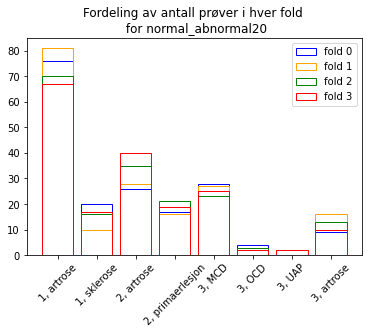 Fordeling av antall prøver i hver fold
for normal_abnormal20
80
70
60
50
40
30
20
10
0
fold 0
fold 1
fold 2
fold 3
1, artrose
1, sklerose
2, artrose
2, primaerlesjon
3, MCD
3, OCD
3, UAP
3, artrose